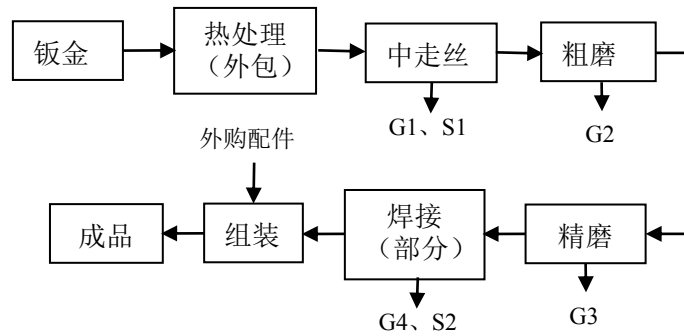 钣金
热处理
（外包）
中走丝
粗磨
G1、S1
G2
外购配件
成品
组装
焊接
（部分）
精磨
G4、S2
G3